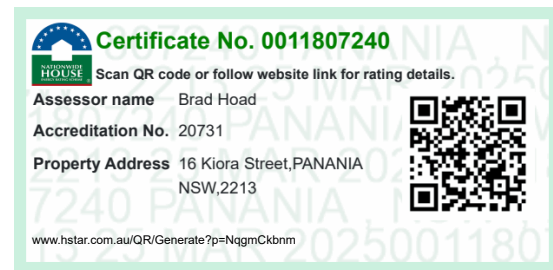 Certificate No. 0011807240
NATIONWIDE
HOUSE
Scan QR code or follow website link for rating details.
Assessor name Brad Hoad
Accreditation No. 20731
Property Address 16 Kiora Street,PANANIA
NSW,2213
www.hstar.com.au/QR/Generate?p=NqgmCkbnm